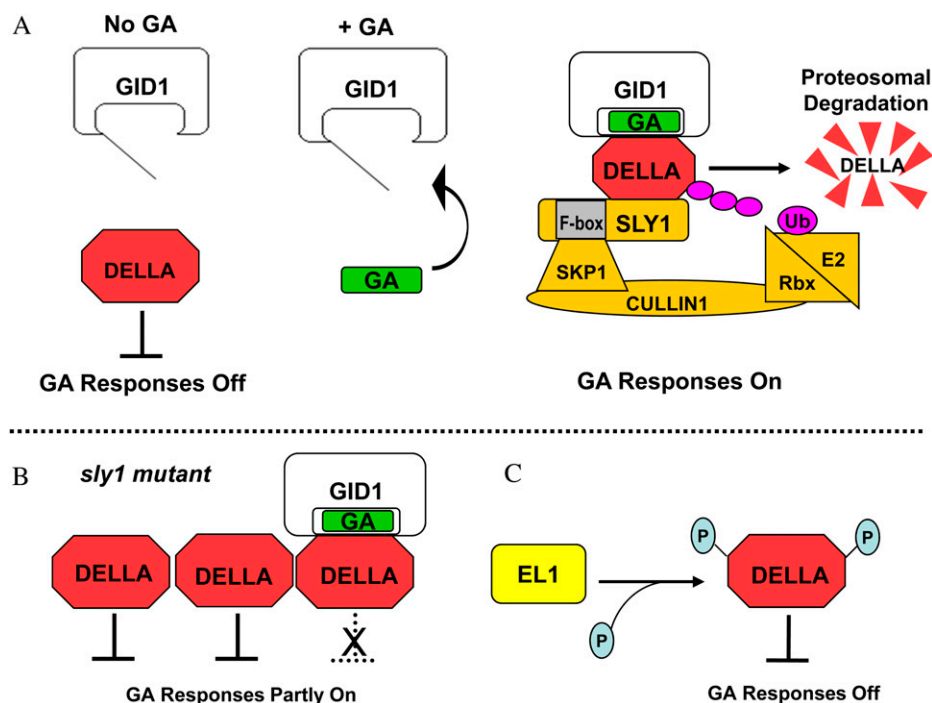 A
No GA
GID1
DELLA
GA Responses Off
+ GA
GID1
GA
GID1
GA
DELLA
F-box SLY1
SKP1
CULLIN1
Ub
E2
Rbx
Proteosomal
Degradation
DELLA
GA Responses On
B
sly1 mutant
GID1
GA
DELLA DELLA DELLA
X
GA Responses Partly On
C
EL1
P
P
P
DELLA
GA Responses Off